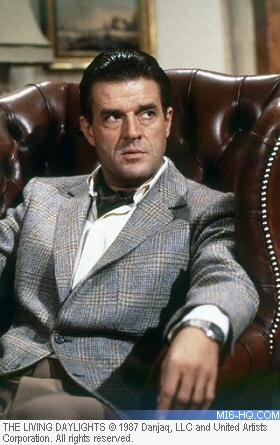 MI6-HQ.COM
THE LIVING DAYLIGHTS © 1987 Danjaq, LLC and United Artists
Corporation. All rights reserved.